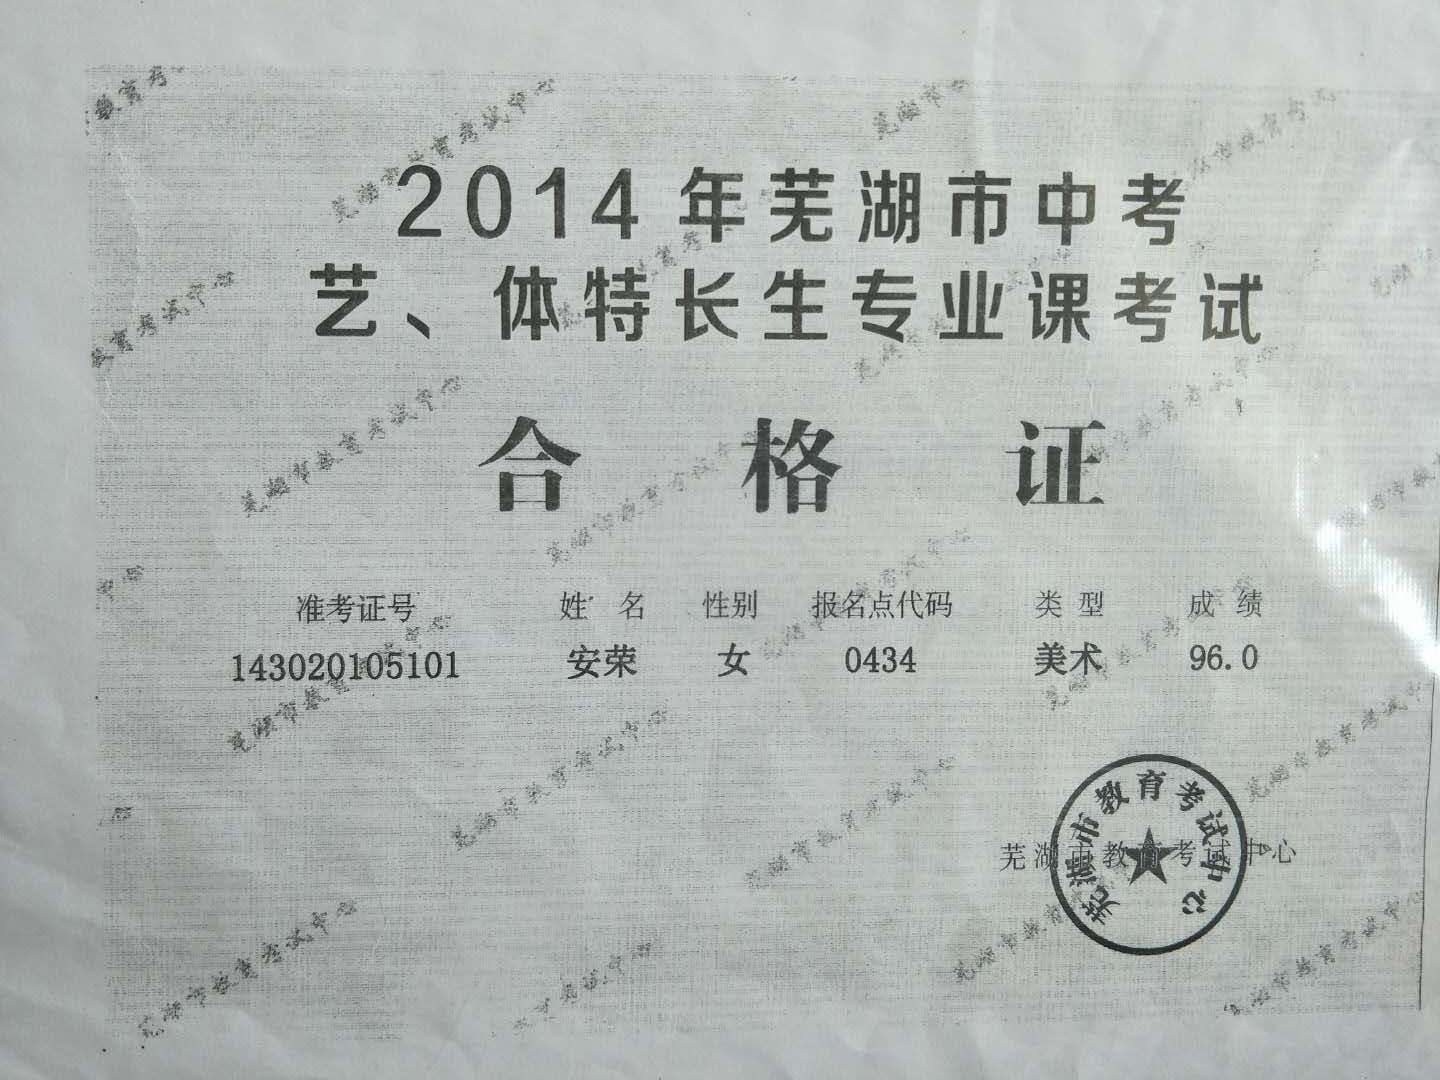 2014年芜湖市中考
艺、体特长生专业课考试
合格证
准考证号 姓名 性别 报名点代码 类型 成绩
143020105101 安荣 女 0434 美术 96.0
芜湖市教育考试中心
芜湖市教育考试中心